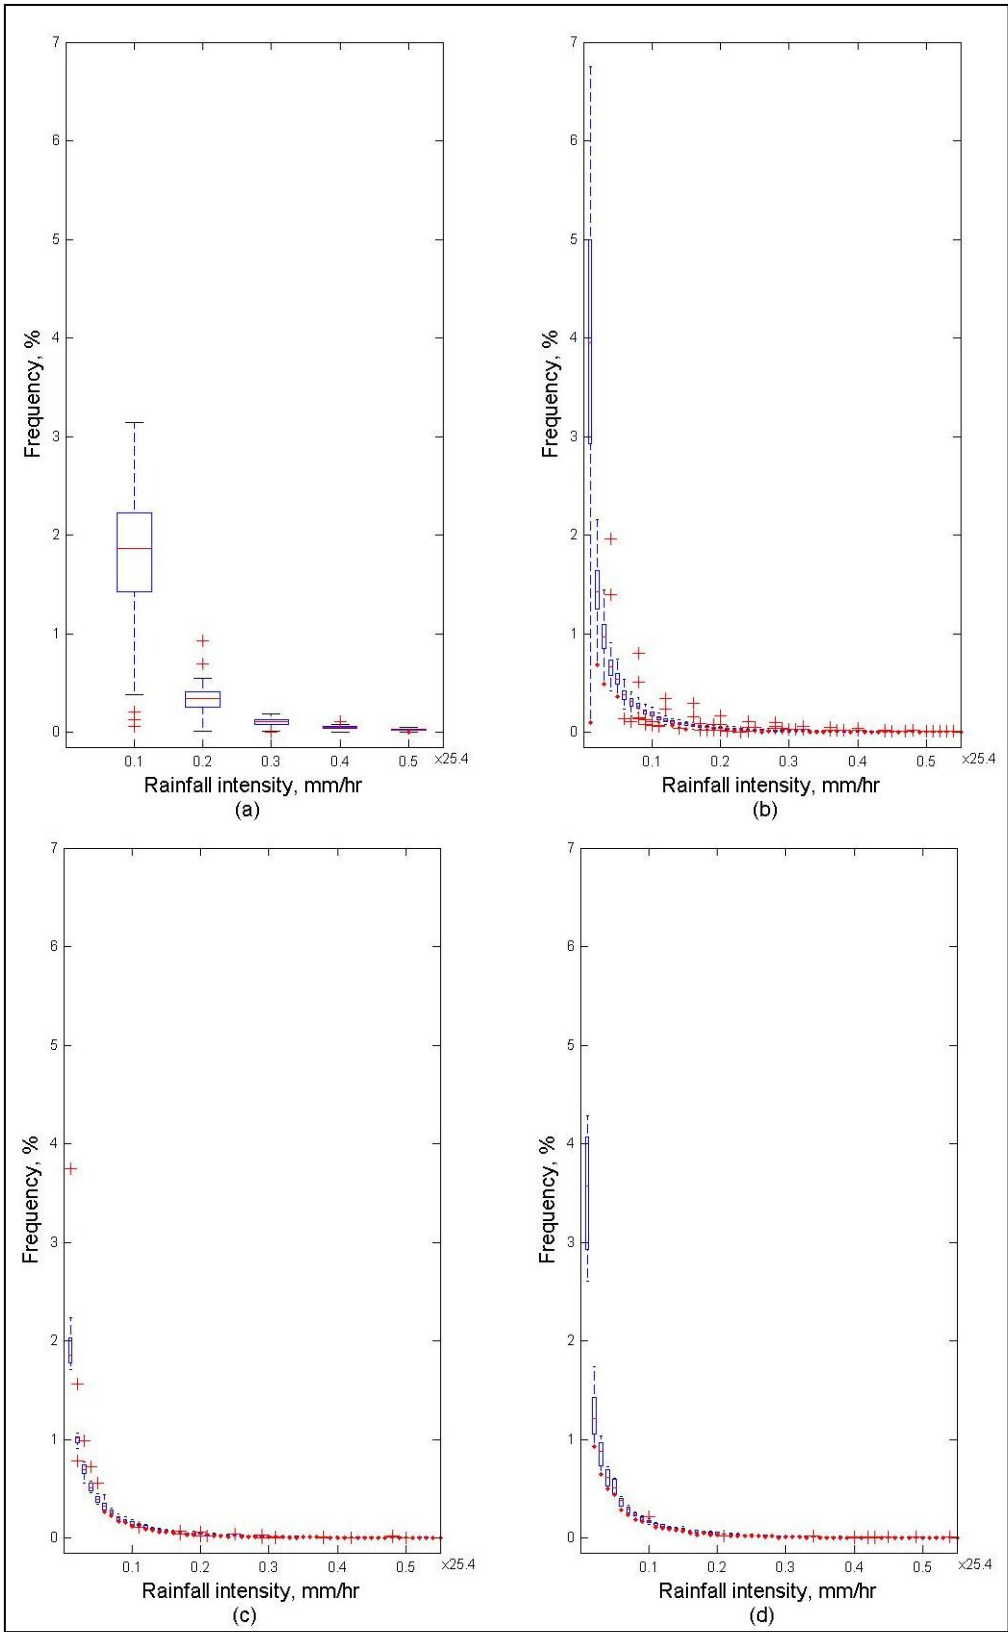 7
6
5
4
3
2
1
0
Frequency, %
0.1 0.2 0.3 0.4 0.5 ×25.4
Rainfall intensity, mm/hr
(a)
7
6
5
4
3
2
1
0
Frequency, %
0.1 0.2 0.3 0.4 0.5 ×25.4
Rainfall intensity, mm/hr
(b)
7
6
5
4
3
2
1
0
Frequency, %
0.1 0.2 0.3 0.4 0.5 ×25.4
Rainfall intensity, mm/hr
(c)
7
6
5
4
3
2
1
0
Frequency, %
0.1 0.2 0.3 0.4 0.5 ×25.4
Rainfall intensity, mm/hr
(d)